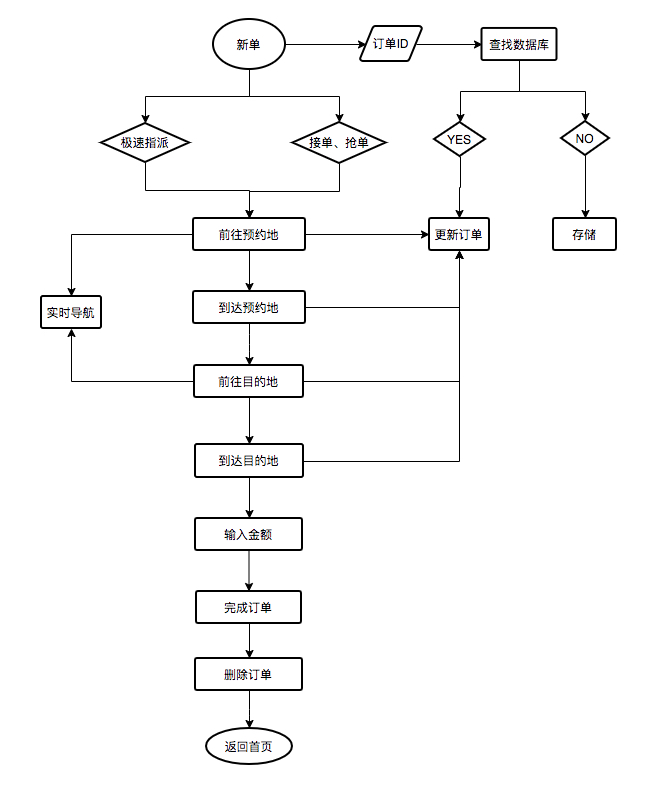 新单
订单ID
查找数据库
极速指派
接单、抢单
YES
NO
前往预约地
更新订单
存储
到达预约地
实时导航
前往目的地
到达目的地
输入金额
完成订单
删除订单
返回首页